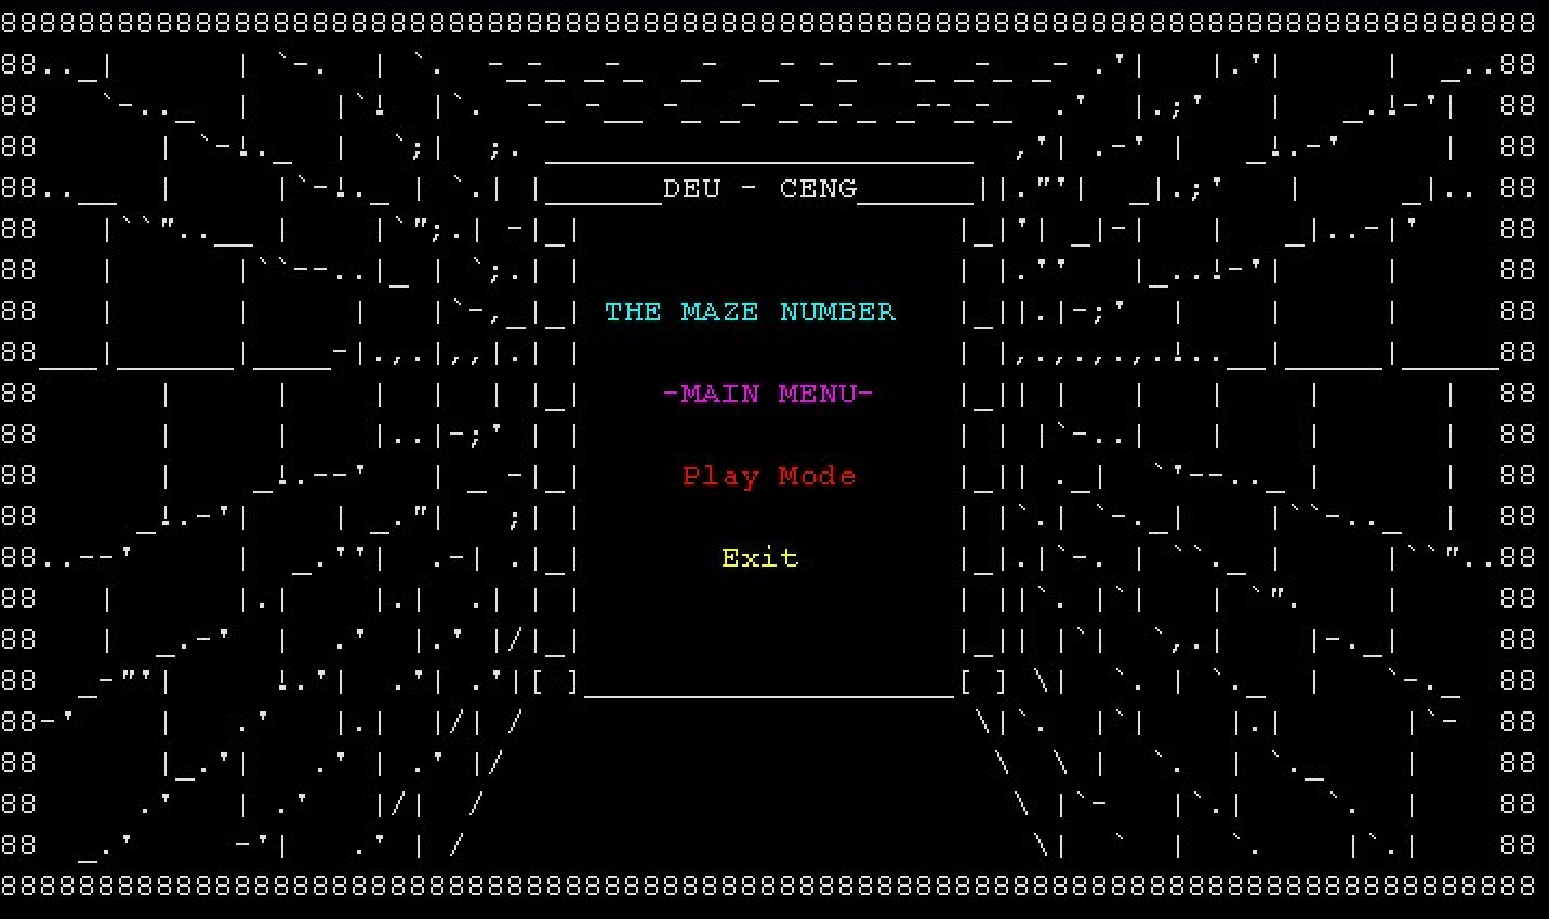 DEU - CENG
THE MAZE NUMBER
-MAIN MENU-
Play Mode
Exit